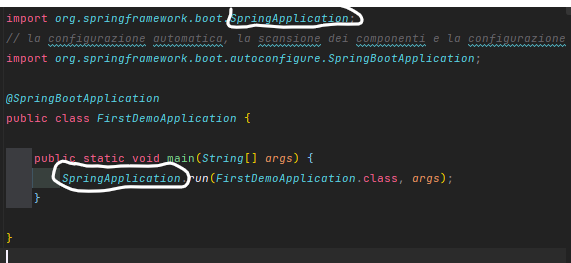 import org.springframework.boot.SpringApplication;
// la configurazione automatica, la scansione dei componenti e la configurazione
import org.springframework.boot.autoconfigure.SpringBootApplication;
@SpringBootApplication
public class FirstDemoApplication {
public static void main(String[] args) {
SpringApplication.run(FirstDemoApplication.class, args);
}
}